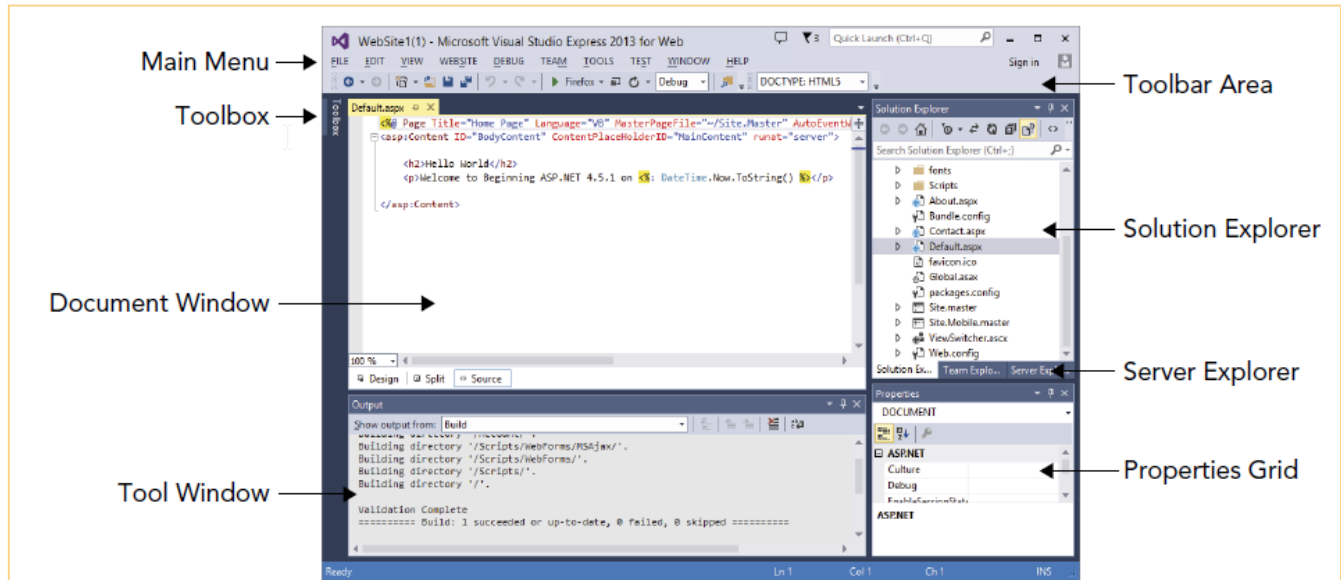 Main Menu
Toolbox
Document Window
Tool Window
Toolbar Area
Solution Explorer
Server Explorer
Properties Grid
WebSite1(1) - Microsoft Visual Studio Express 2013 for Web
3
Quick Launch (Ctrl+Q)
FILE EDIT VIEW WEBSITE DEBUG TEAM TOOLS TEST WINDOW HELP
Sign in
Firefox
Debug
DOCTYPE: HTML5
Toolbox
Default.aspx
<%@ Page Title="Home Page" Language="VB" MasterPageFile="~/Site.Master" AutoEventW
<asp:Content ID="BodyContent" ContentPlaceHolderID="MainContent" runat="server">
<h2>Hello World</h2>
<p>Welcome to Beginning ASP.NET 4.5.1 on <%: DateTime.Now.ToString() %></p>
</asp:Content>
100 %
Design Split Source
Output
Show output from: Build
Building directory '/Account/'.
Building directory '/Scripts/WebForms/MSAjax/'.
Building directory '/Scripts/WebForms/'.
Building directory '/Scripts/'.
Building directory '/'.
Validation Complete
========== Build: 1 succeeded or up-to-date, 0 failed, 0 skipped ==========
Solution Explorer
Search Solution Explorer (Ctrl+;)
fonts
Scripts
About.aspx
Bundle.config
Contact.aspx
Default.aspx
favicon.ico
Global.asax
packages.config
Site.master
Site.Mobile.master
ViewSwitcher.ascx
Web.config
Solution Ex... Team Explo... Server Expl...
Properties
DOCUMENT
ASP.NET
Culture
Debug
EnableSessionState
ASP.NET
Ready
Ln 1 Col 1 Ch 1 INS